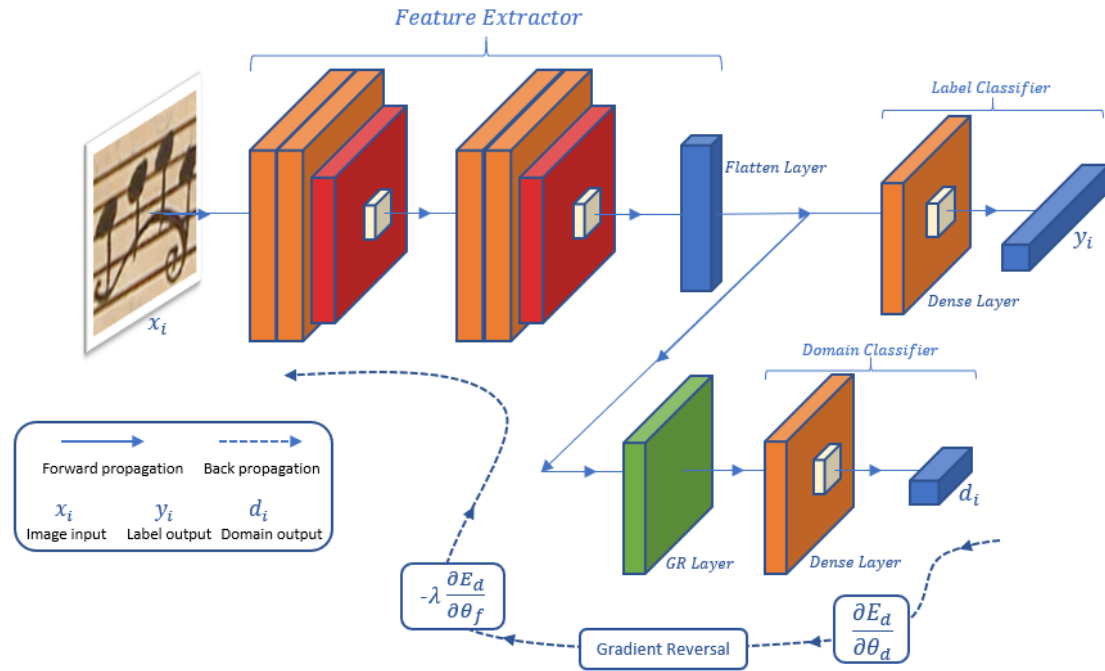 Feature Extractor
Label Classifier
Flatten Layer
x_i
y_i
Dense Layer
Domain Classifier
d_i
GR Layer
Dense Layer
Forward propagation
Back propagation
x_i
y_i
d_i
Image input
Label output
Domain output
-λ ∂E_d/∂θ_f
Gradient Reversal
∂E_d/∂θ_d